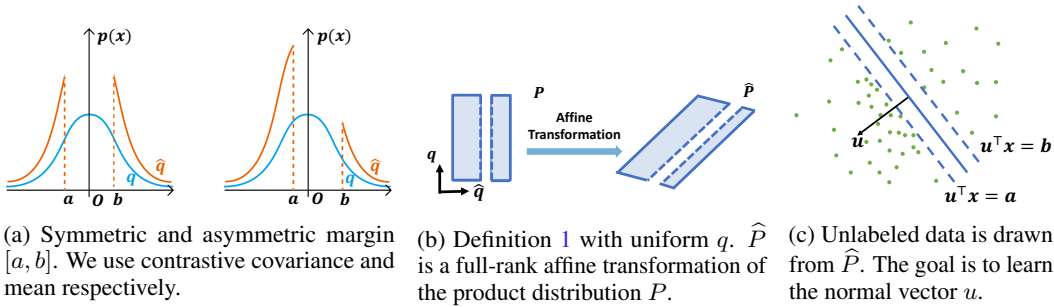 p(x)
q̂
q
a
O
b
p(x)
q̂
q
a
O
b
P
P̂
Affine
Transformation
q
q̂
u
u⊤x = b
u⊤x = a
(a) Symmetric and asymmetric margin
[a, b]. We use contrastive covariance and
mean respectively.
(b) Definition 1 with uniform q. P̂
is a full-rank affine transformation of
the product distribution P.
(c) Unlabeled data is drawn
from P̂. The goal is to learn
the normal vector u.